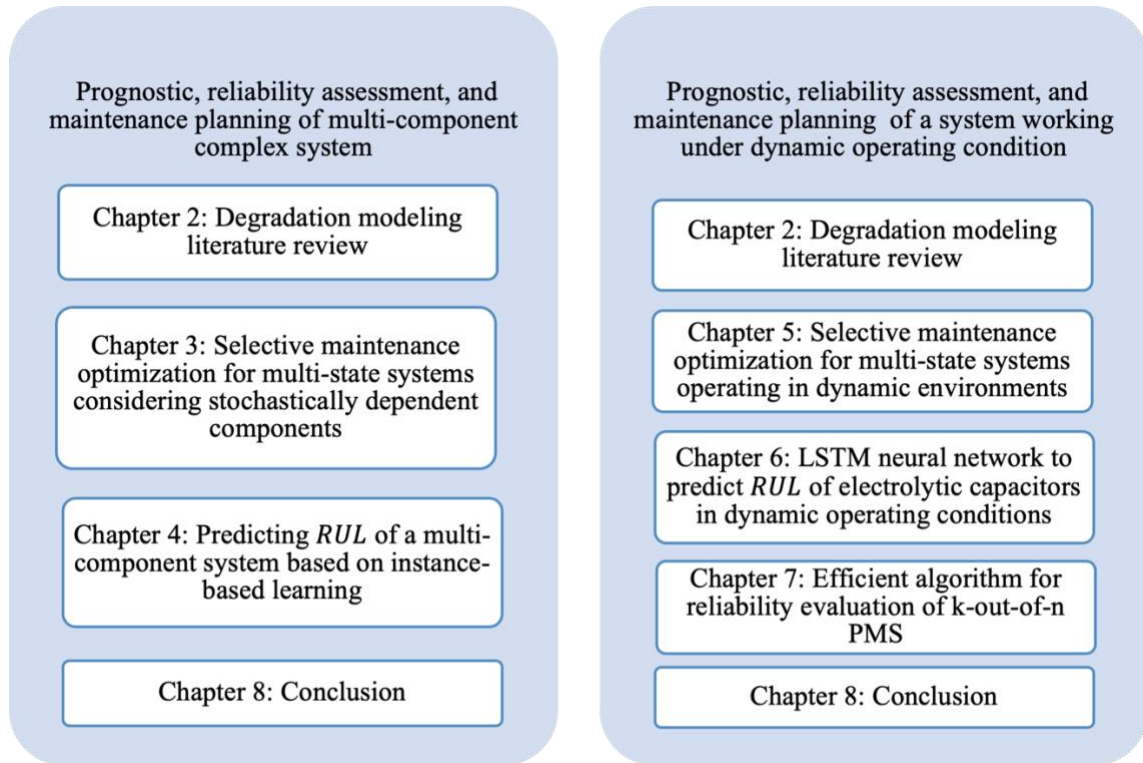 Prognostic, reliability assessment, and
maintenance planning of multi-component
complex system
Chapter 2: Degradation modeling
literature review
Chapter 3: Selective maintenance
optimization for multi-state systems
considering stochastically dependent
components
Chapter 4: Predicting RUL of a multi-
component system based on instance-
based learning
Chapter 8: Conclusion
Prognostic, reliability assessment, and
maintenance planning of a system working
under dynamic operating condition
Chapter 2: Degradation modeling
literature review
Chapter 5: Selective maintenance
optimization for multi-state systems
operating in dynamic environments
Chapter 6: LSTM neural network to
predict RUL of electrolytic capacitors
in dynamic operating conditions
Chapter 7: Efficient algorithm for
reliability evaluation of k-out-of-n
PMS
Chapter 8: Conclusion